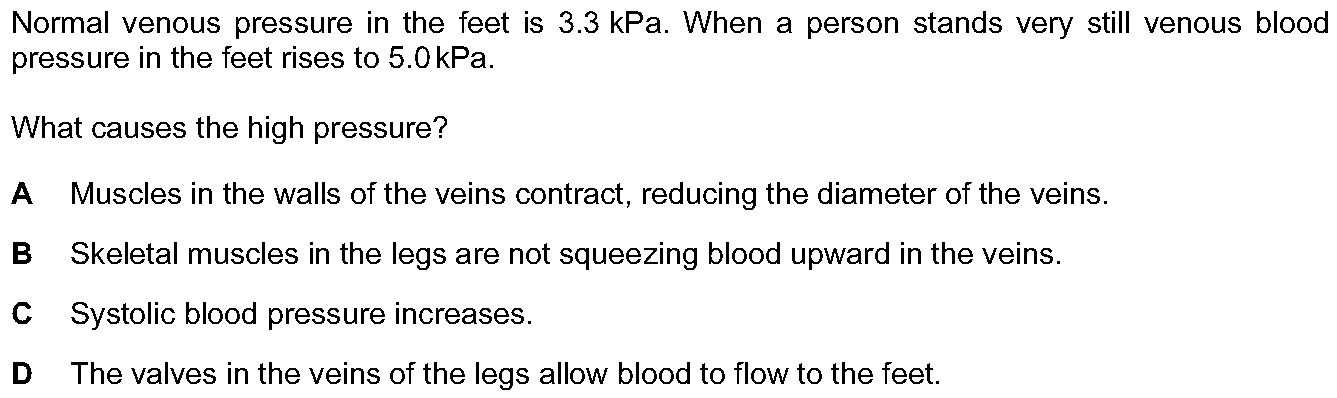 Normal venous pressure in the feet is 3.3 kPa. When a person stands very still venous blood
pressure in the feet rises to 5.0 kPa.
What causes the high pressure?
A Muscles in the walls of the veins contract, reducing the diameter of the veins.
B Skeletal muscles in the legs are not squeezing blood upward in the veins.
C Systolic blood pressure increases.
D The valves in the veins of the legs allow blood to flow to the feet.